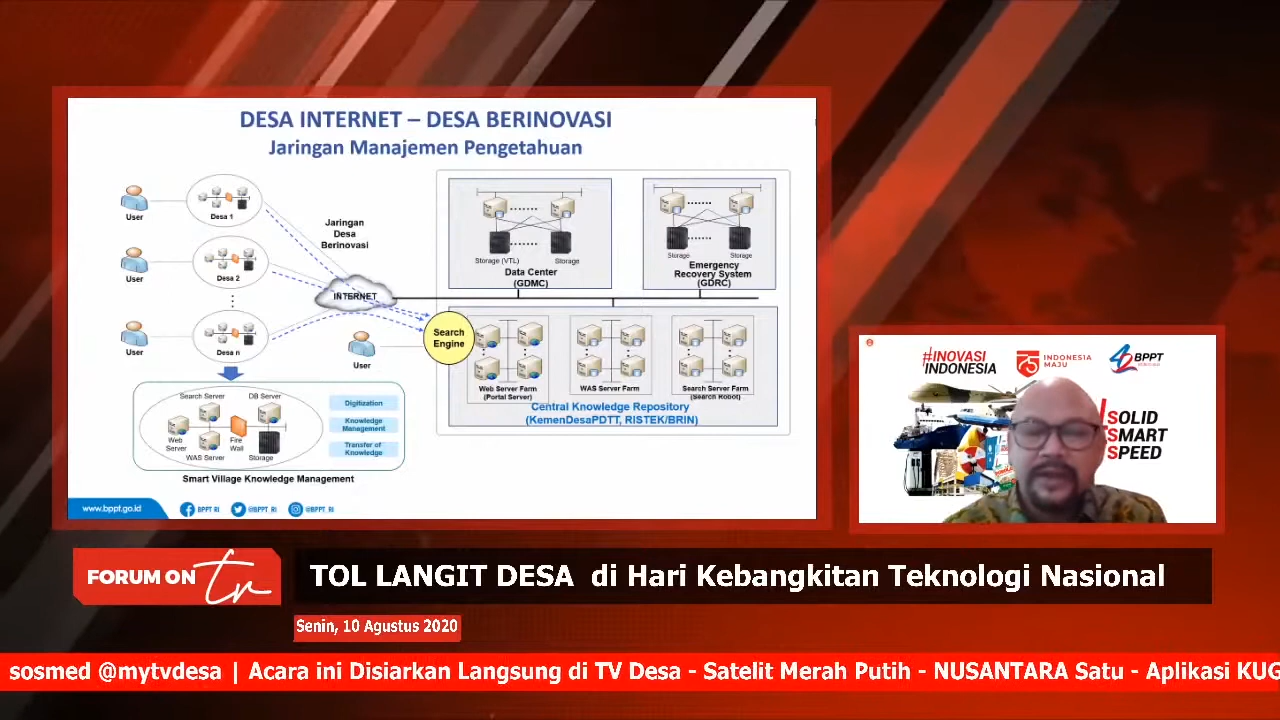 DESA INTERNET – DESA BERINOVASI
Jaringan Manajemen Pengetahuan
User
Desa 1
User
Desa 2
User
Desa n
Jaringan
Desa
Berinovasi
INTERNET
User
Search
Engine
Storage (VTL)
Storage
Data Center
(GDMC)
Storage
Storage
Emergency
Recovery System
(GDRC)
Web Server Farm
(Portal Server)
WAS Server Farm
Search Server Farm
(Search Robot)
Central Knowledge Repository
(KemenDesaPDTT, RISTEK/BRIN)
Search Server
DB Server
Web
Server
Fire
Wall
WAS Server
Storage
Digitization
Knowledge
Management
Transfer of
Knowledge
Smart Village Knowledge Management
www.bppt.go.id
BPPT RI
@BPPT_RI
@BPPT_RI
#INOVASI
INDONESIA
75
INDONESIA
MAJU
42
BPPT
SOLID
SMART
SPEED
FORUM ON tr
TOL LANGIT DESA di Hari Kebangkitan Teknologi Nasional
Senin, 10 Agustus 2020
sosmed @mytvdesa | Acara ini Disiarkan Langsung di TV Desa - Satelit Merah Putih - NUSANTARA Satu - Aplikasi KUG